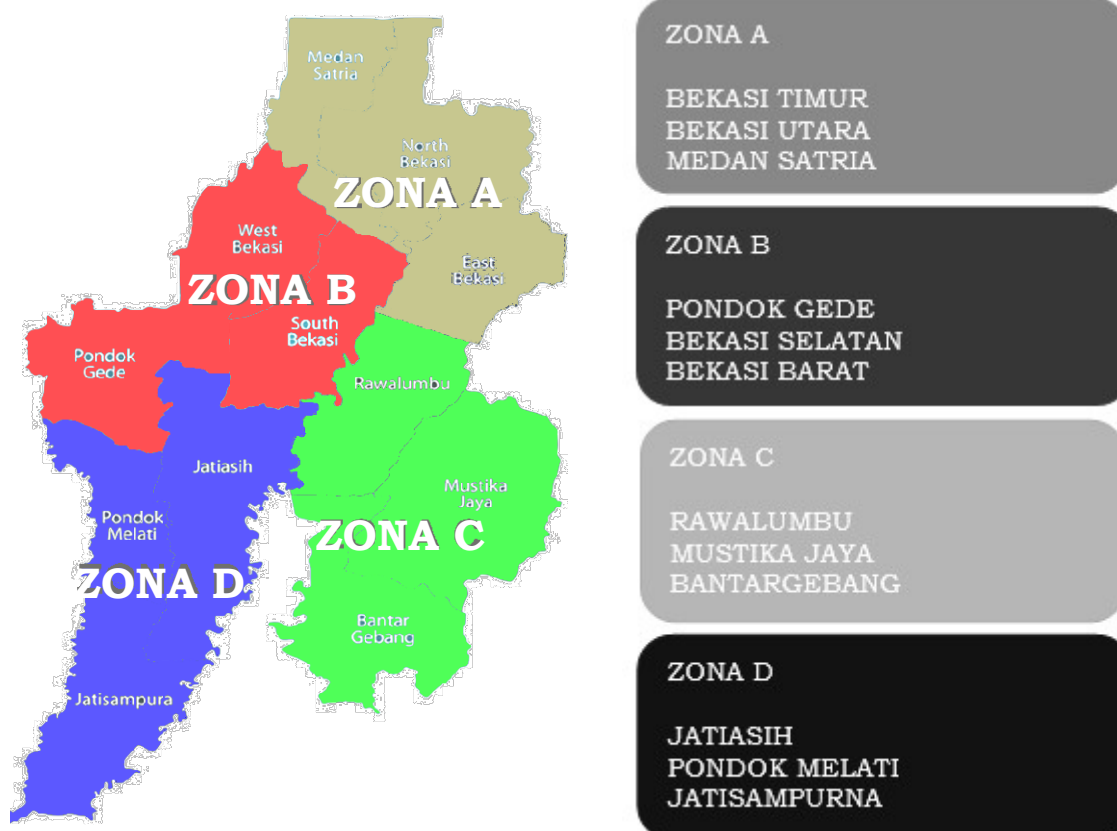 Medan
Satria
North
Bekasi
ZONA A
West
Bekasi
East
Bekasi
ZONA B
South
Bekasi
Pondok
Gede
Rawalumbu
Jatiasih
Mustika
Jaya
Pondok
Melati
ZONA C
ZONA D
Bantar
Gebang
Jatisampura
ZONA A
BEKASI TIMUR
BEKASI UTARA
MEDAN SATRIA
ZONA B
PONDOK GEDE
BEKASI SELATAN
BEKASI BARAT
ZONA C
RAWALUMBU
MUSTIKA JAYA
BANTARGEBANG
ZONA D
JATIASIH
PONDOK MELATI
JATISAMPURNA